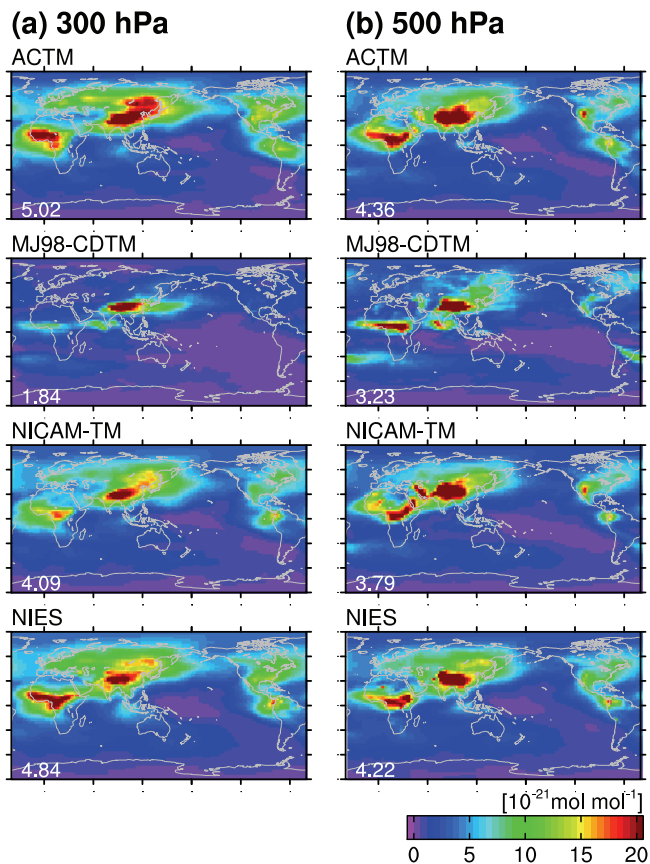 (a) 300 hPa
(b) 500 hPa
ACTM
ACTM
5.02
4.36
MJ98-CDTM
MJ98-CDTM
1.84
3.23
NICAM-TM
NICAM-TM
4.09
3.79
NIES
NIES
4.84
4.22
[10⁻²¹mol mol⁻¹]
0 5 10 15 20